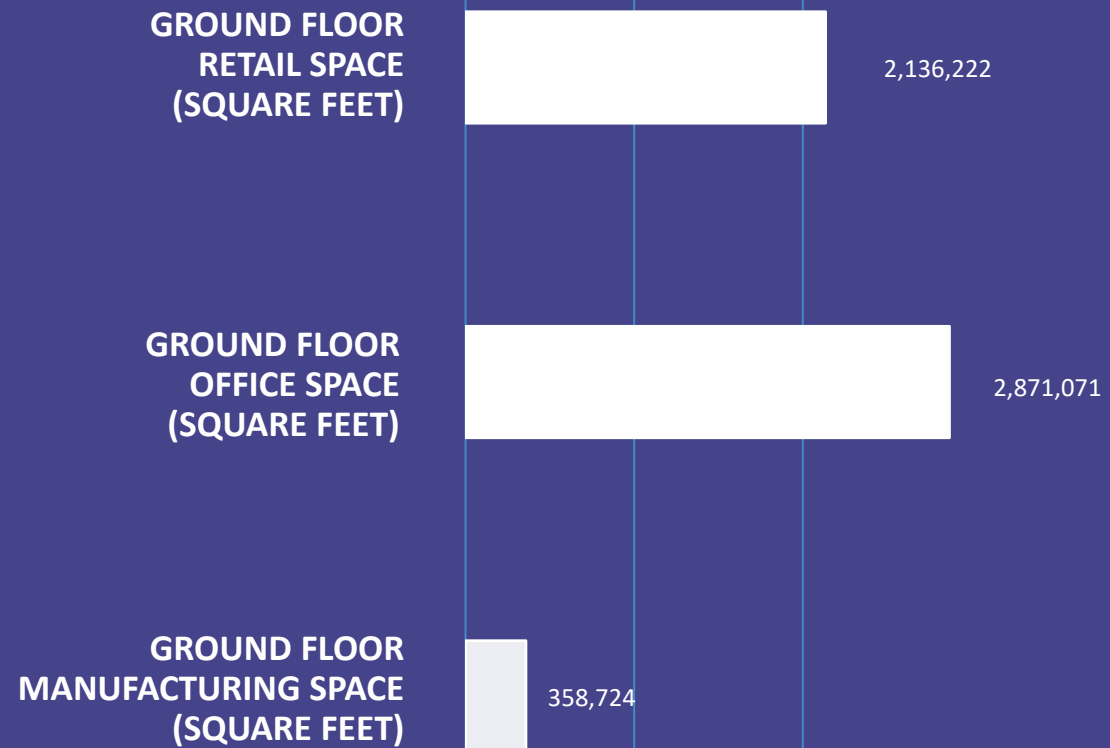 GROUND FLOOR
RETAIL SPACE
(SQUARE FEET)
2,136,222
GROUND FLOOR
OFFICE SPACE
(SQUARE FEET)
2,871,071
GROUND FLOOR
MANUFACTURING SPACE
(SQUARE FEET)
358,724